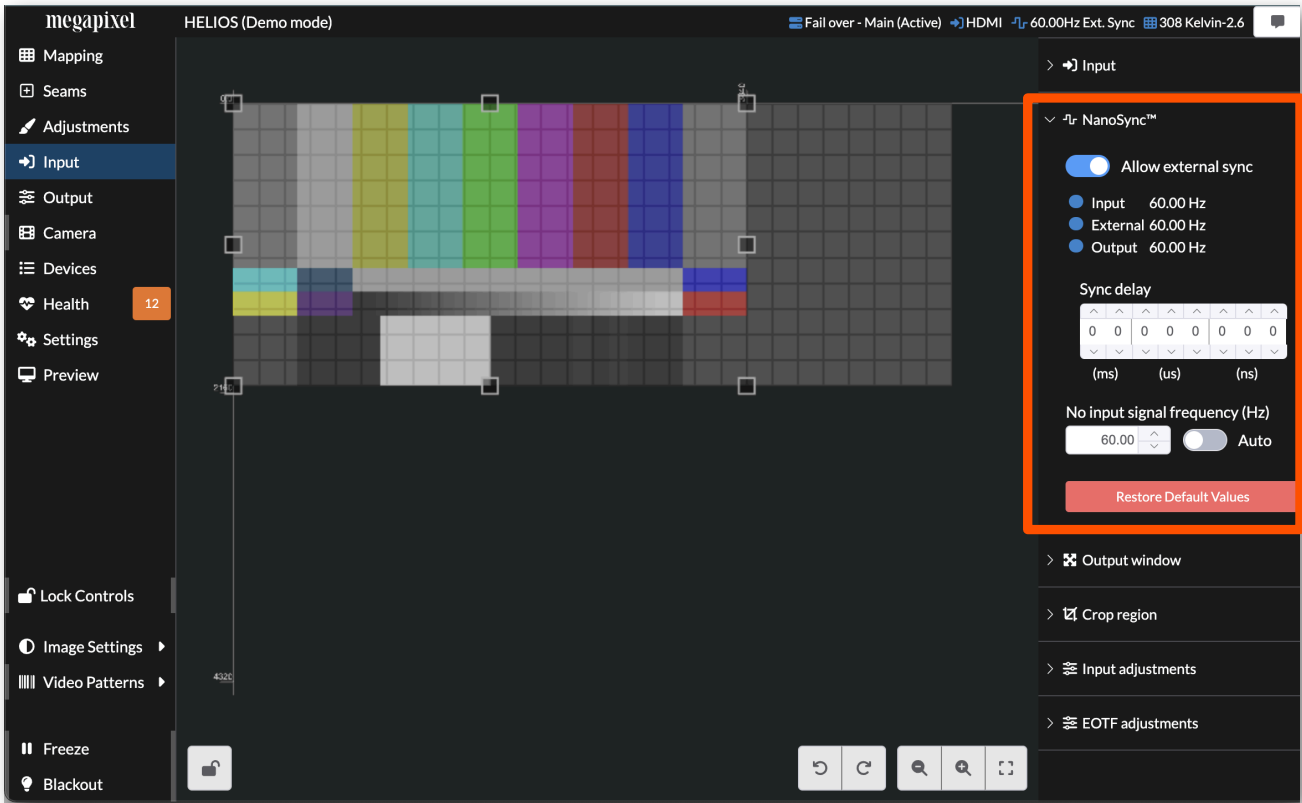 megapixel
HELIOS (Demo mode)
Fail over - Main (Active) HDMI 60.00Hz Ext. Sync 308 Kelvin-2.6
Mapping
Seams
Adjustments
Input
Output
Camera
Devices
Health 12
Settings
Preview
Lock Controls
Image Settings
Video Patterns
Freeze
Blackout
2160
4320
Input
NanoSync™
Allow external sync
Input 60.00 Hz
External 60.00 Hz
Output 60.00 Hz
Sync delay
0 0 0 0 0 0 0 0
(ms) (us) (ns)
No input signal frequency (Hz)
60.00 Auto
Restore Default Values
Output window
Crop region
Input adjustments
EOTF adjustments